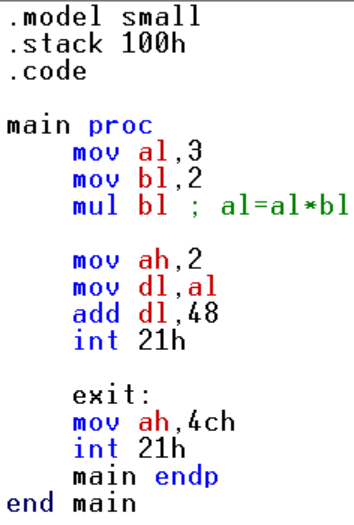 .model small
.stack 100h
.code
main proc
mov al,3
mov bl,2
mul bl ; al=al*bl
mov ah,2
mov dl,al
add dl,48
int 21h
exit:
mov ah,4ch
int 21h
main endp
end main